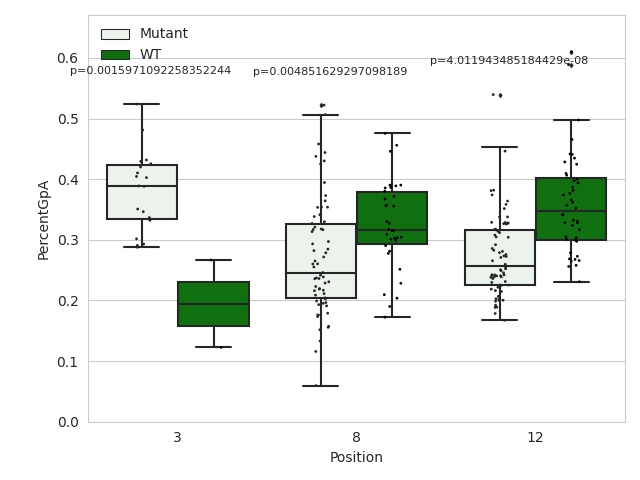 Mutant
WT
p=0.0015971092258352244
p=0.004851629297098189
p=4.011943485184429e-08
PercentGpA
0.6
0.5
0.4
0.3
0.2
0.1
0.0
3
8
12
Position